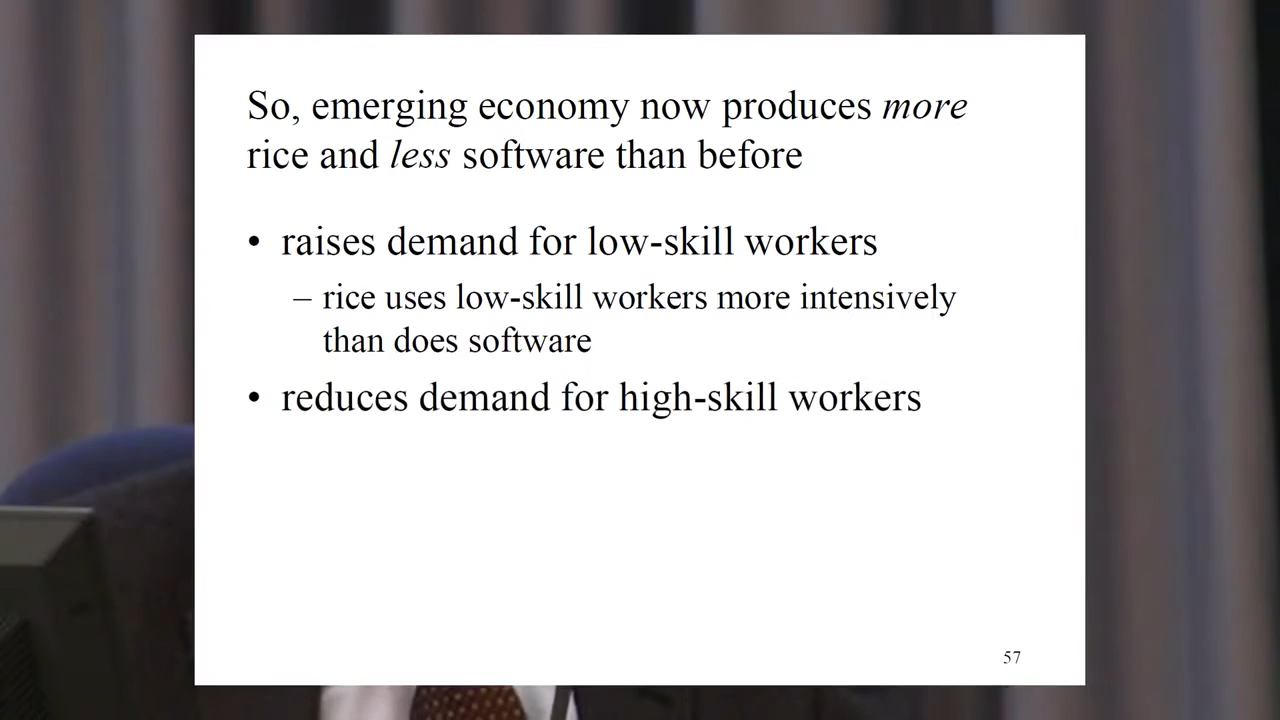 So, emerging economy now produces more
rice and less software than before
• raises demand for low-skill workers
– rice uses low-skill workers more intensively
than does software
• reduces demand for high-skill workers
57